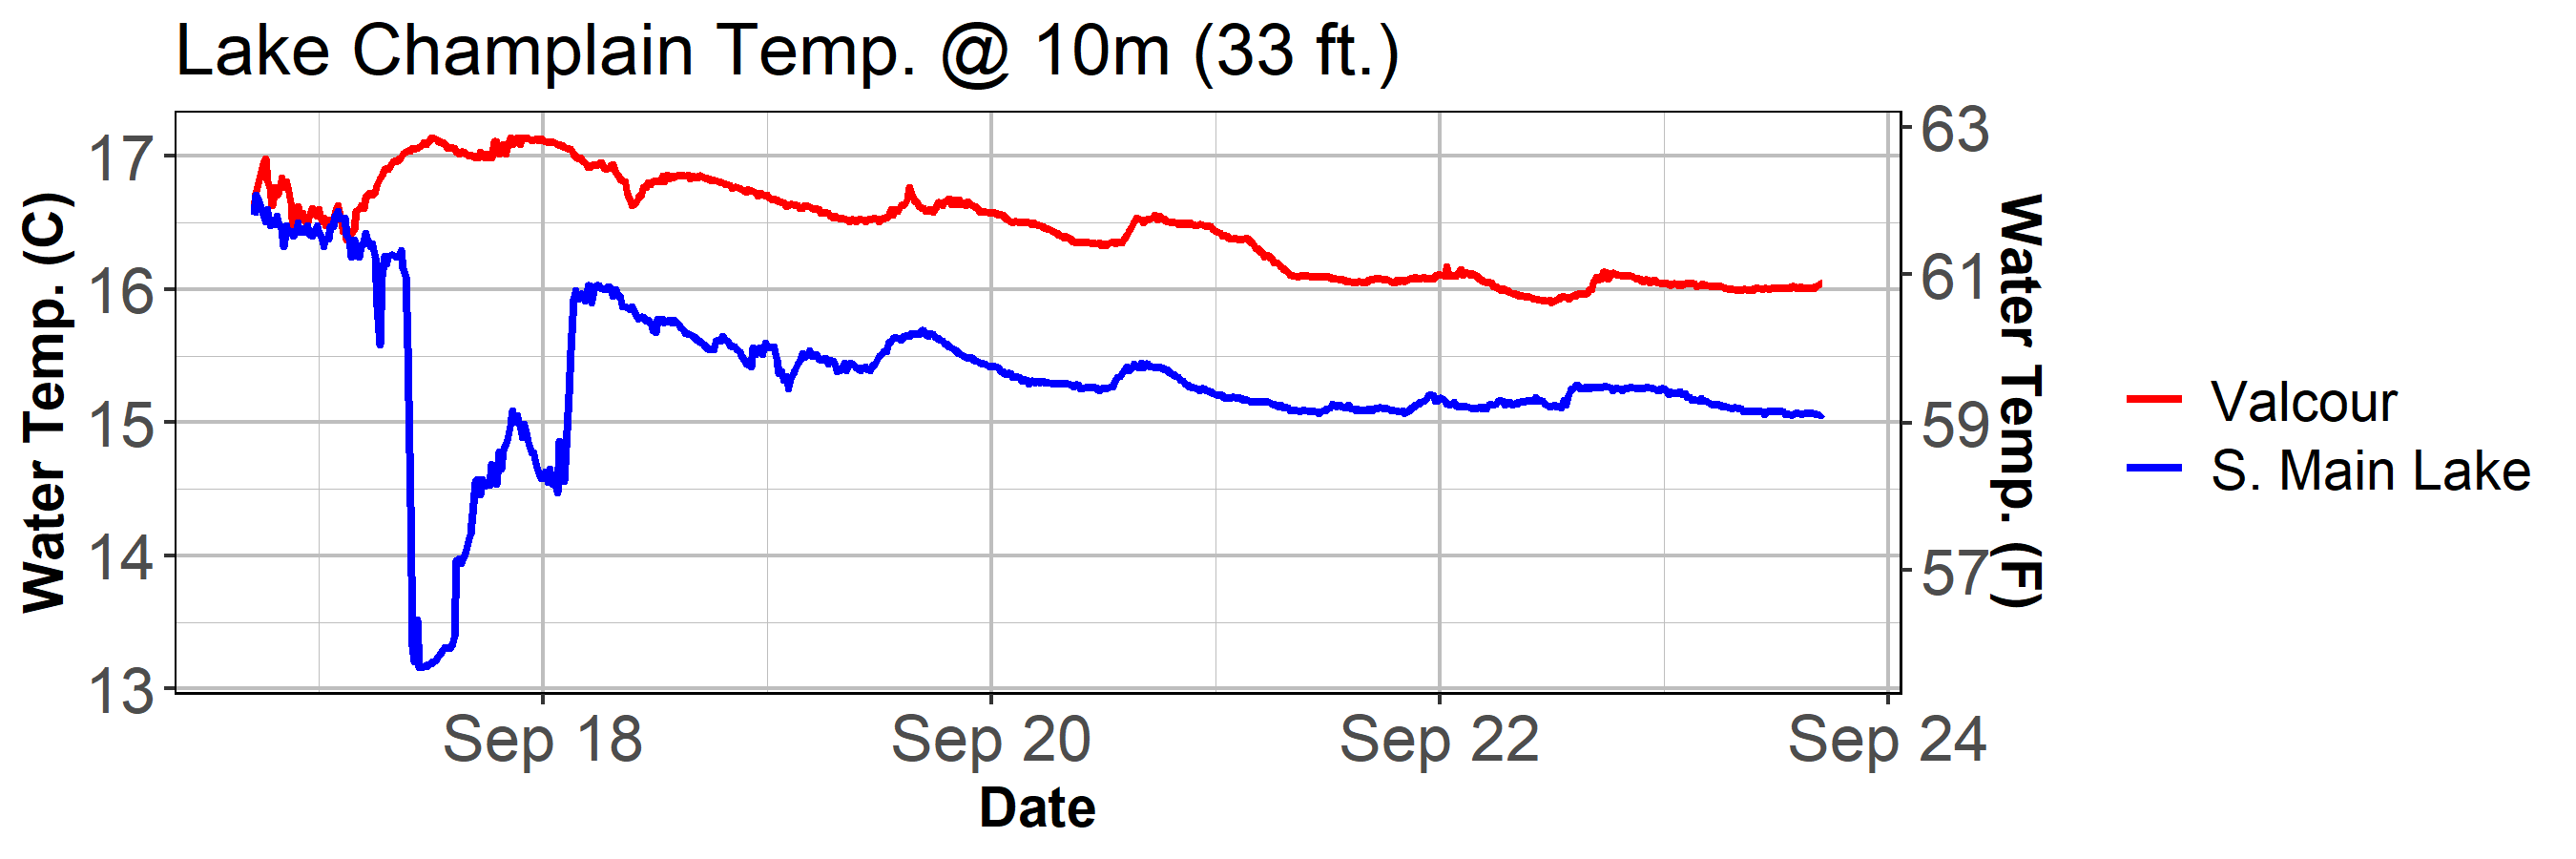 Lake Champlain Temp. @ 10m (33 ft.)
Water Temp. (C)
17
16
15
14
13
63
61
59
57
Water Temp. (F)
Sep 18
Sep 20
Sep 22
Sep 24
Date
Valcour
S. Main Lake